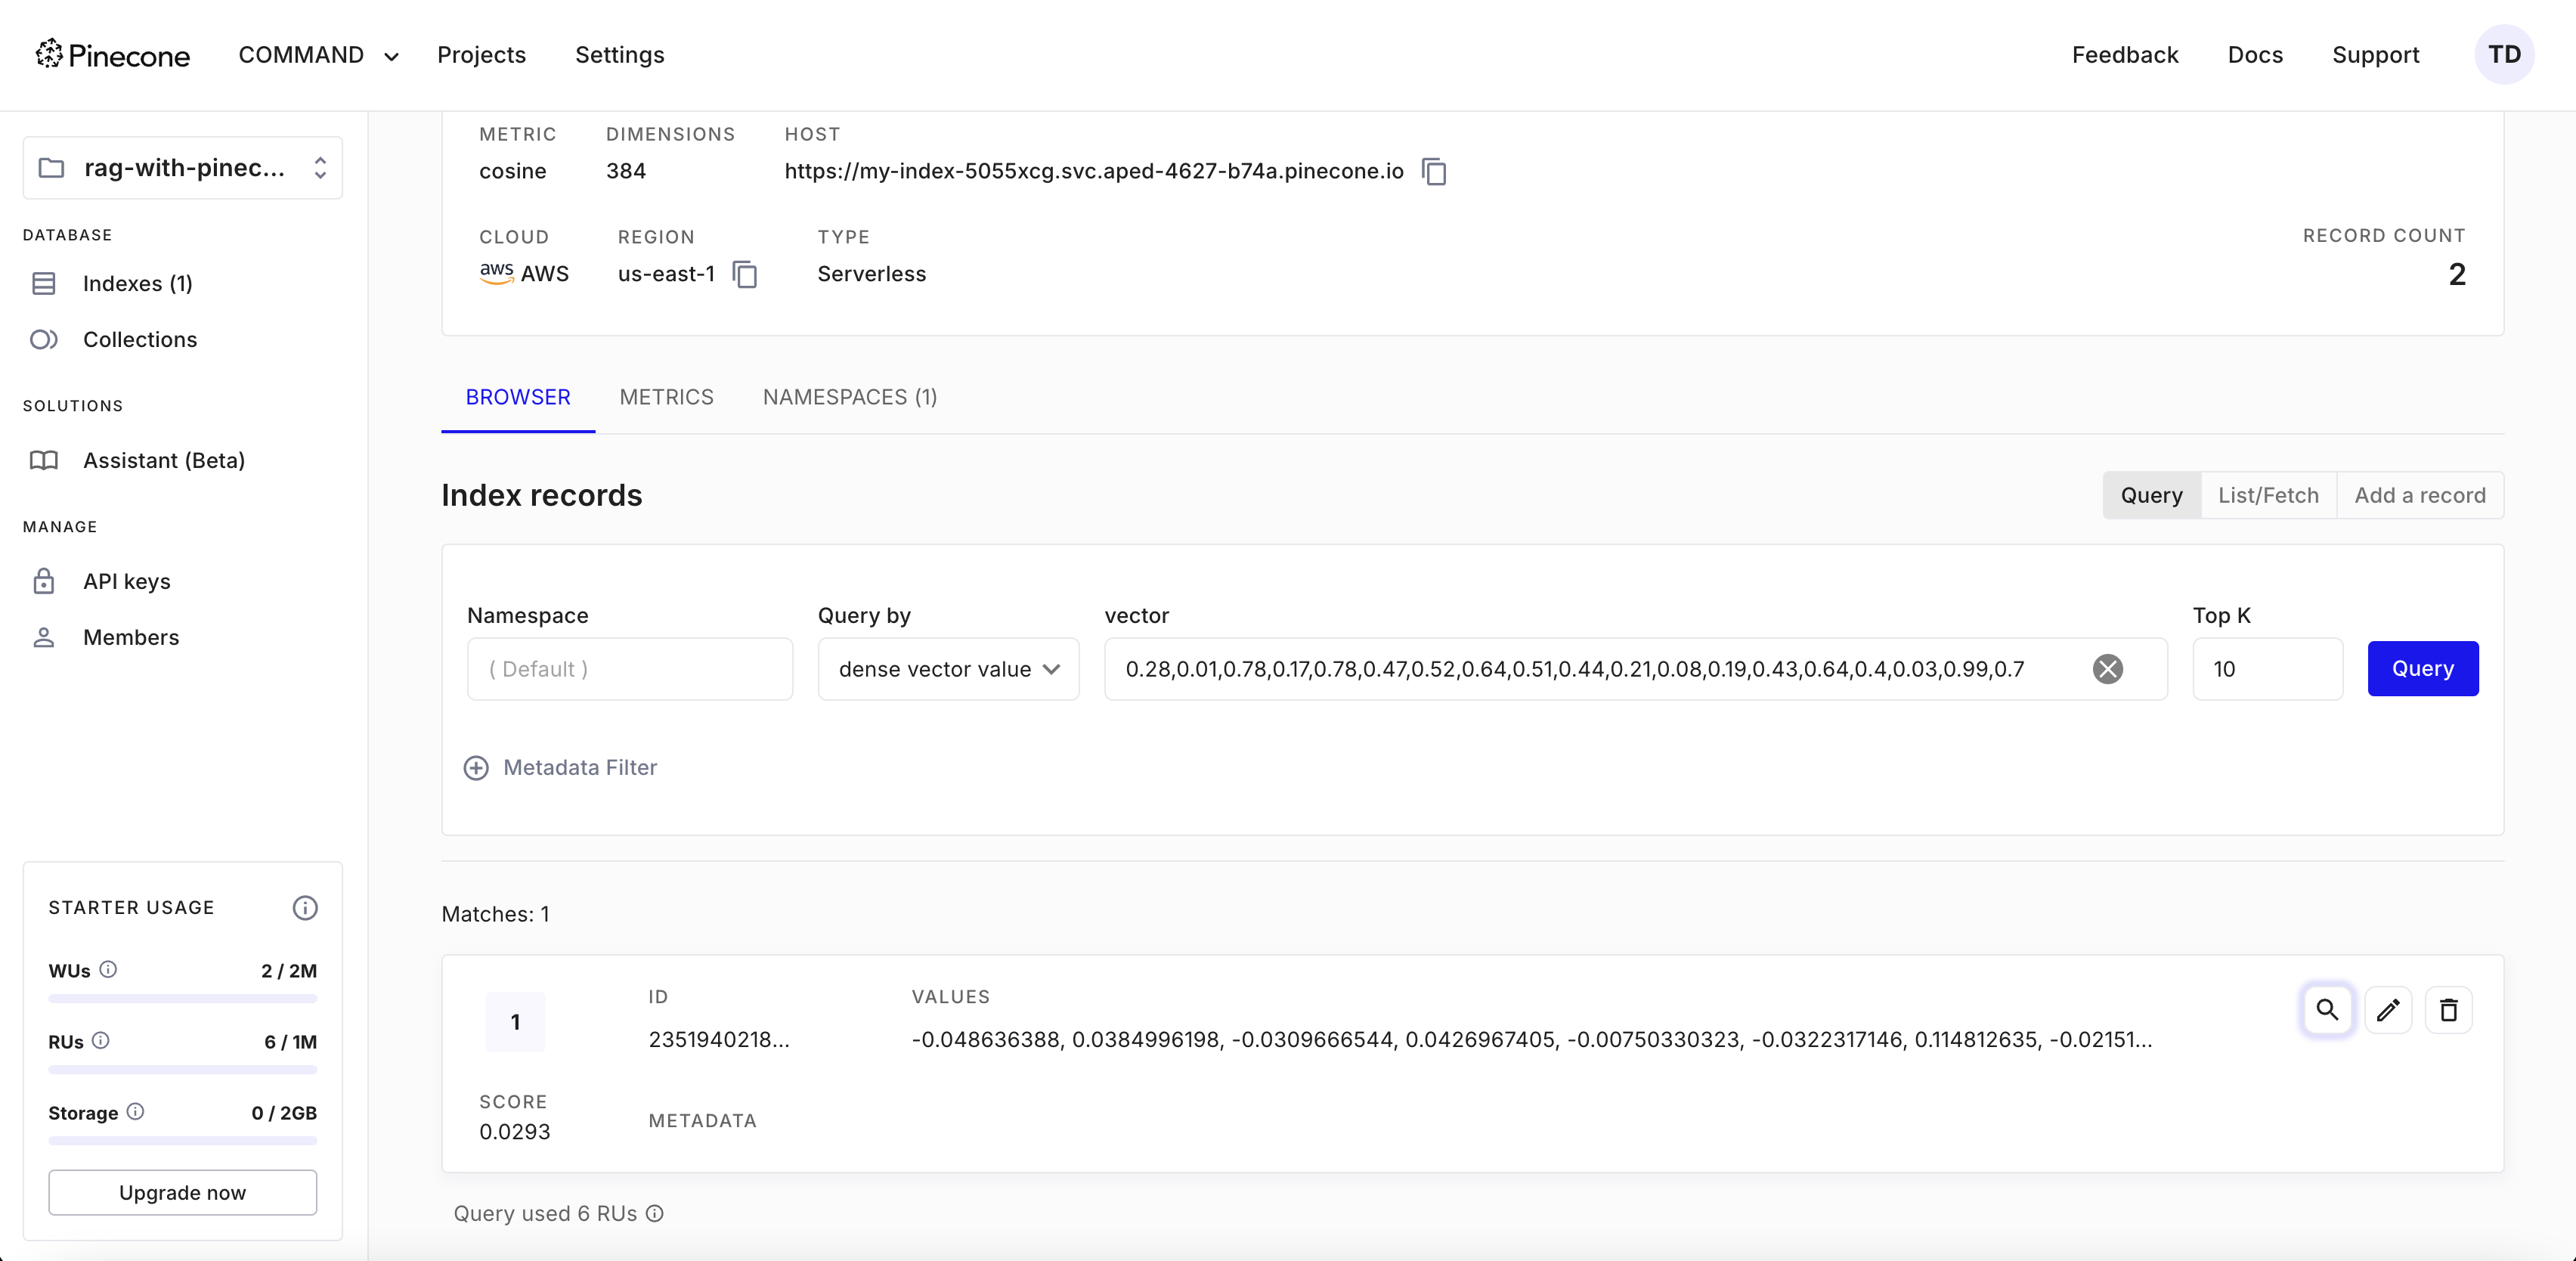 Pinecone
COMMAND
Projects
Settings
Feedback
Docs
Support
TD
rag-with-pinec...
DATABASE
Indexes (1)
Collections
SOLUTIONS
Assistant (Beta)
MANAGE
API keys
Members
STARTER USAGE
WUs 2 / 2M
RUs 6 / 1M
Storage 0 / 2GB
Upgrade now
METRIC DIMENSIONS HOST
cosine 384 https://my-index-5055xcg.svc.aped-4627-b74a.pinecone.io
CLOUD REGION TYPE RECORD COUNT
aws AWS us-east-1 Serverless 2
BROWSER METRICS NAMESPACES (1)
Index records Query List/Fetch Add a record
Namespace Query by vector Top K
( Default ) dense vector value 0.28,0.01,0.78,0.17,0.78,0.47,0.52,0.64,0.51,0.44,0.21,0.08,0.19,0.43,0.64,0.4,0.03,0.99,0.7 10 Query
Metadata Filter
Matches: 1
1 ID VALUES
2351940218... -0.048636388, 0.0384996198, -0.0309666544, 0.0426967405, -0.00750330323, -0.0322317146, 0.114812635, -0.02151...
SCORE METADATA
0.0293
Query used 6 RUs